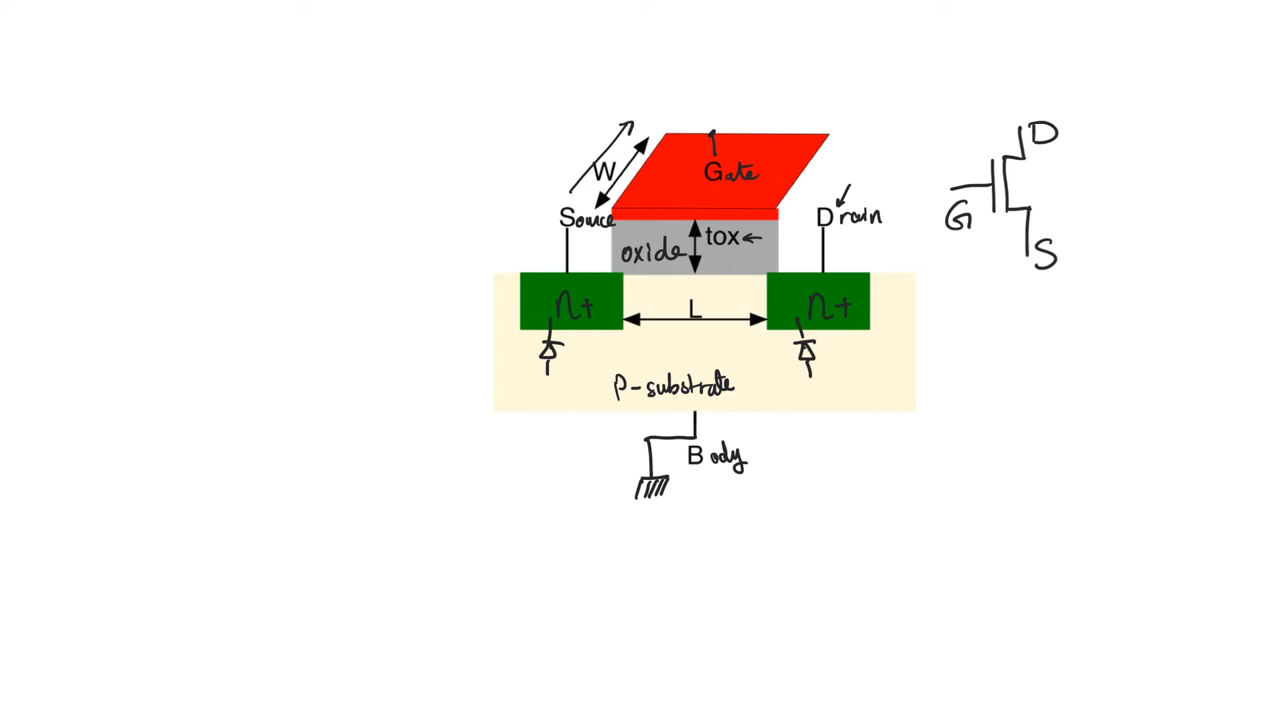 D
W
Gate
Source
Drain
G
tox
oxide
S
n+
L
n+
p-substrate
Body